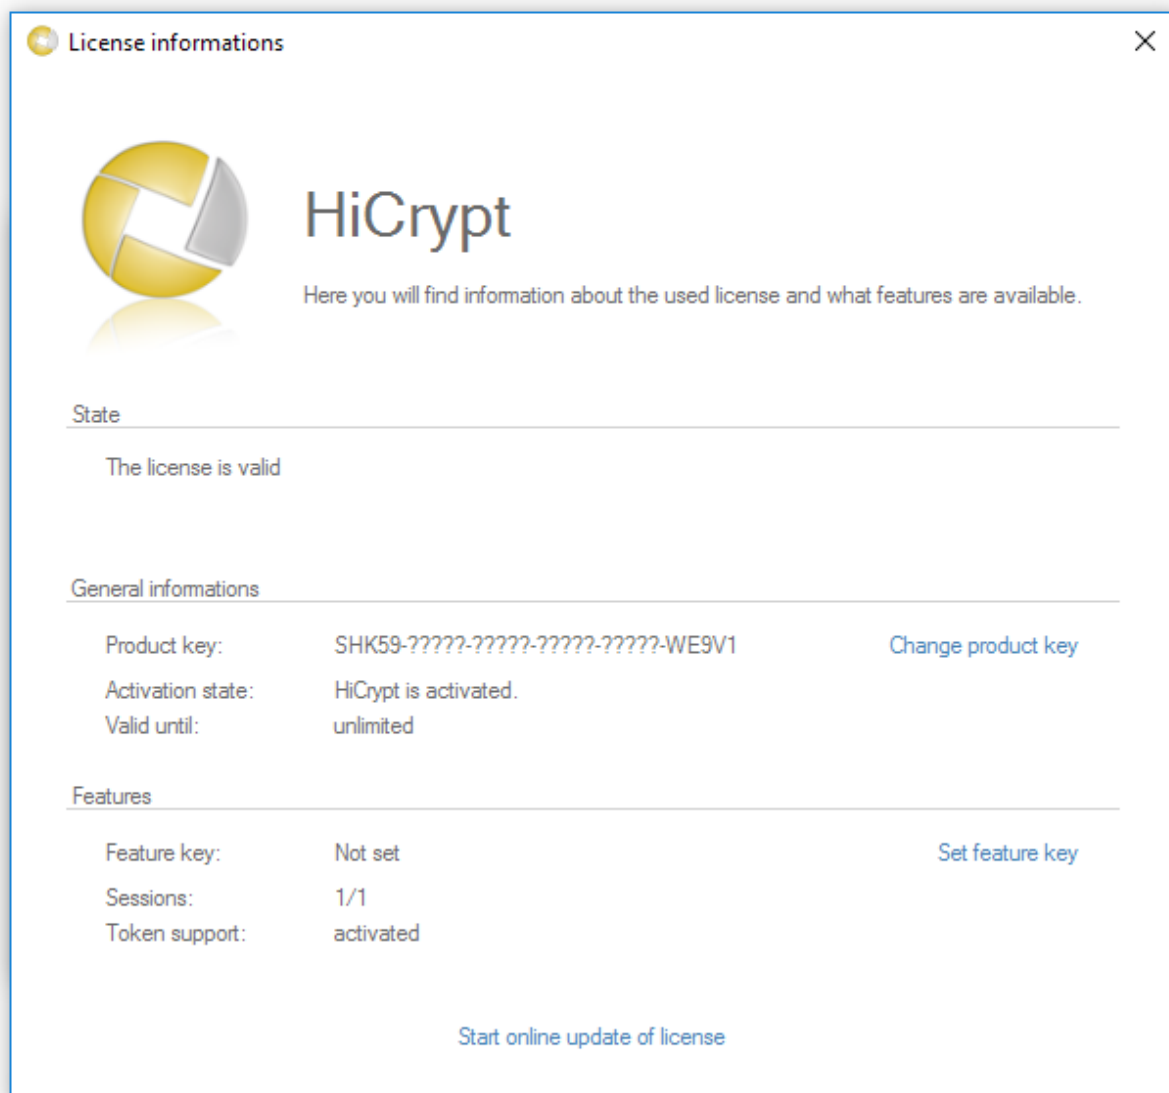 License informations
HiCrypt
Here you will find information about the used license and what features are available.
State
The license is valid
General informations
Product key: SHK59-?????-?????-?????-?????-WE9V1 Change product key
Activation state: HiCrypt is activated.
Valid until: unlimited
Features
Feature key: Not set Set feature key
Sessions: 1/1
Token support: activated
Start online update of license